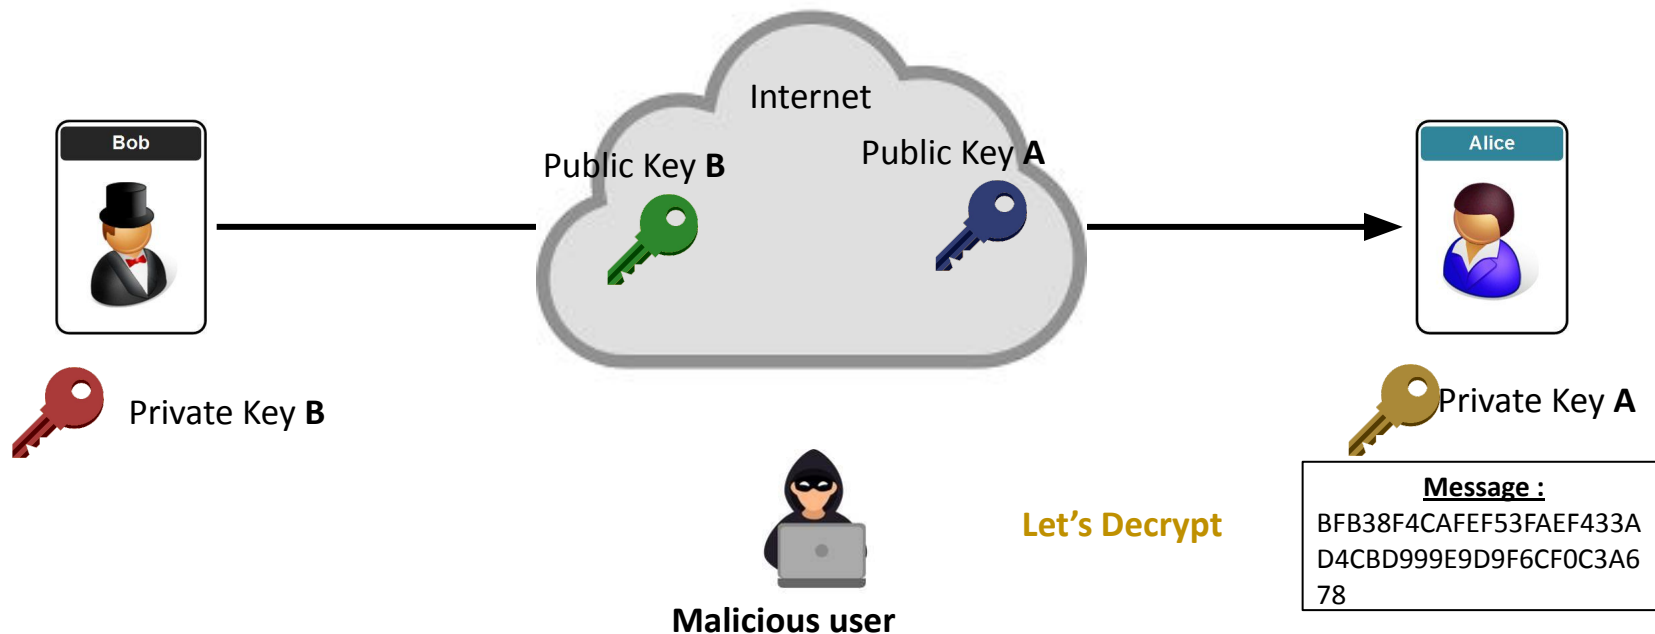 Internet
Bob
Public Key B
Public Key A
Alice
Private Key B
Private Key A
Let’s Decrypt
Message :
BFB38F4CAFEF53FAEF433A
D4CBD999E9D9F6CF0C3A6
78
Malicious user